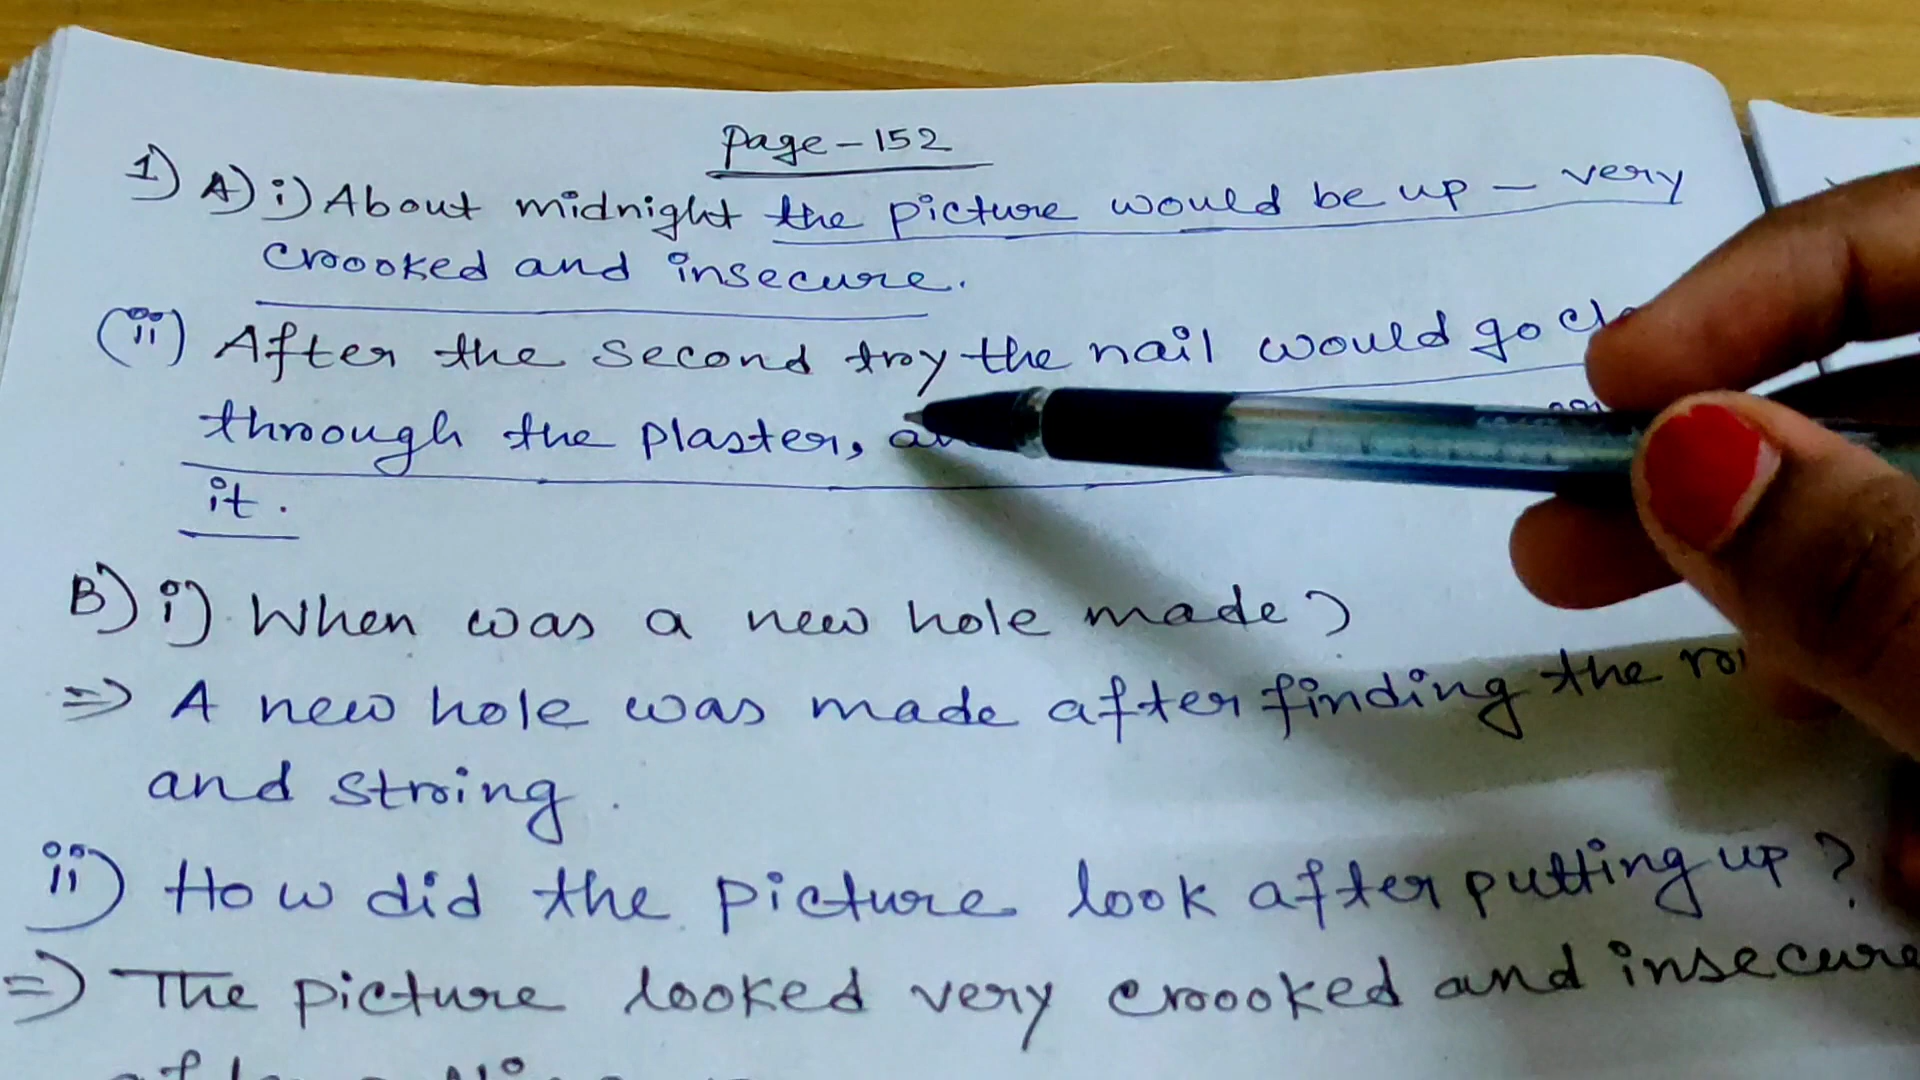 Page-152
1) A) i) About midnight the picture would be up - very
crooked and insecure.
(ii) After the second try the nail would go
through the plaster,
it.
B) i) When was a new hole made?
=> A new hole was made after finding the
and string.
ii) How did the picture look after putting up?
=> The picture looked very crooked and insecure